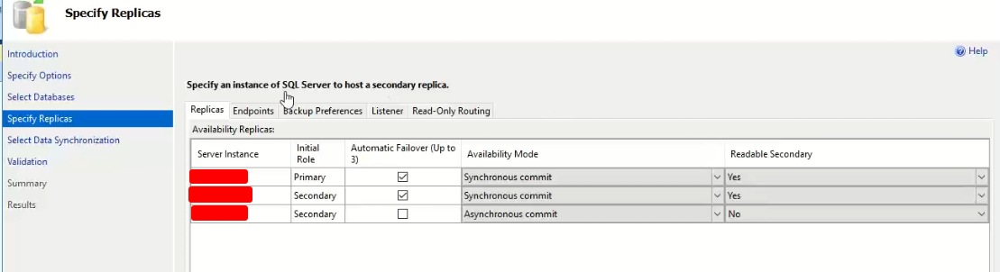 Specify Replicas
Introduction
Specify Options
Select Databases
Specify Replicas
Select Data Synchronization
Validation
Summary
Results
Help
Specify an instance of SQL Server to host a secondary replica.
Replicas Endpoints Backup Preferences Listener Read-Only Routing
Availability Replicas:
Server Instance Initial Role Automatic Failover (Up to 3) Availability Mode Readable Secondary
Primary Synchronous commit Yes
Secondary Synchronous commit Yes
Secondary Asynchronous commit No